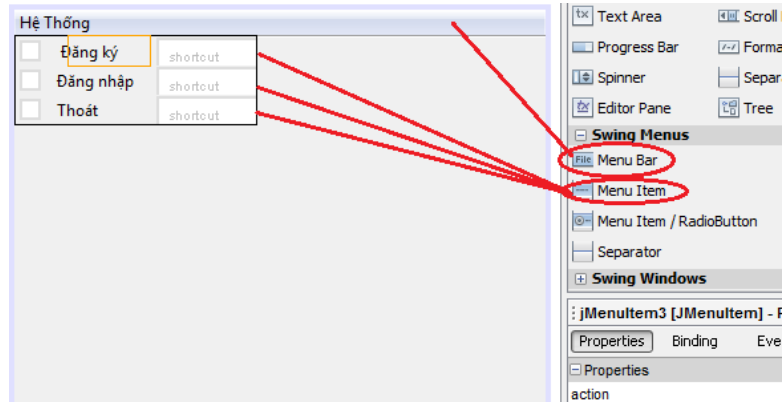 Hệ Thống
Đăng ký shortcut
Đăng nhập shortcut
Thoát shortcut
Text Area Scroll
Progress Bar
Spinner
Editor Pane Tree
Swing Menus
File Menu Bar
Menu Item
Menu Item / RadioButton
Separator
Swing Windows
jMenuItem3 [JMenuItem] - P
Properties Binding Eve
Properties
action